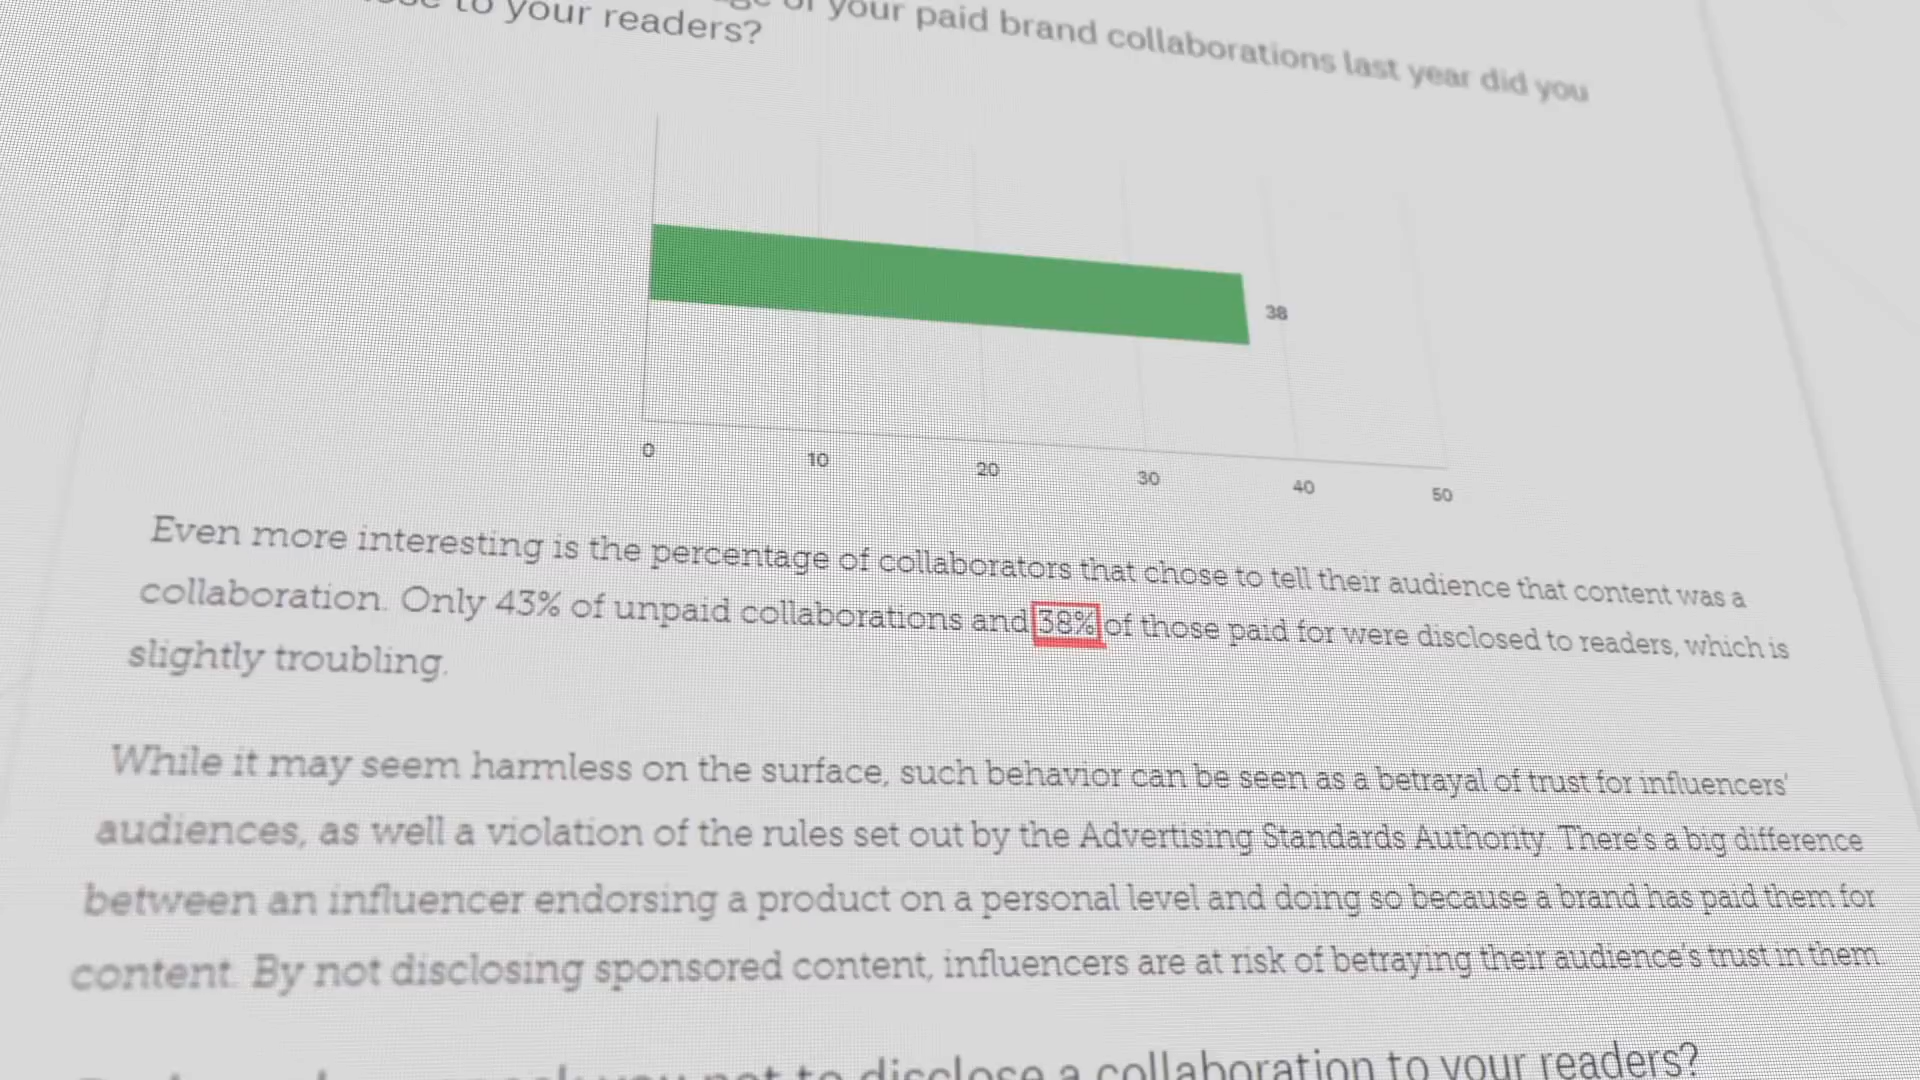 of your paid brand collaborations last year did you
to your readers?
38
0 10 20 30 40 50
Even more interesting is the percentage of collaborators that chose to tell their audience that content was a
collaboration. Only 43% of unpaid collaborations and 38% of those paid for were disclosed to readers, which is
slightly troubling.
While it may seem harmless on the surface, such behavior can be seen as a betrayal of trust for influencers'
audiences, as well a violation of the rules set out by the Advertising Standards Authority. There's a big difference
between an influencer endorsing a product on a personal level and doing so because a brand has paid them for
content. By not disclosing sponsored content, influencers are at risk of betraying their audience's trust in them.
you not to disclose a collaboration to your readers?